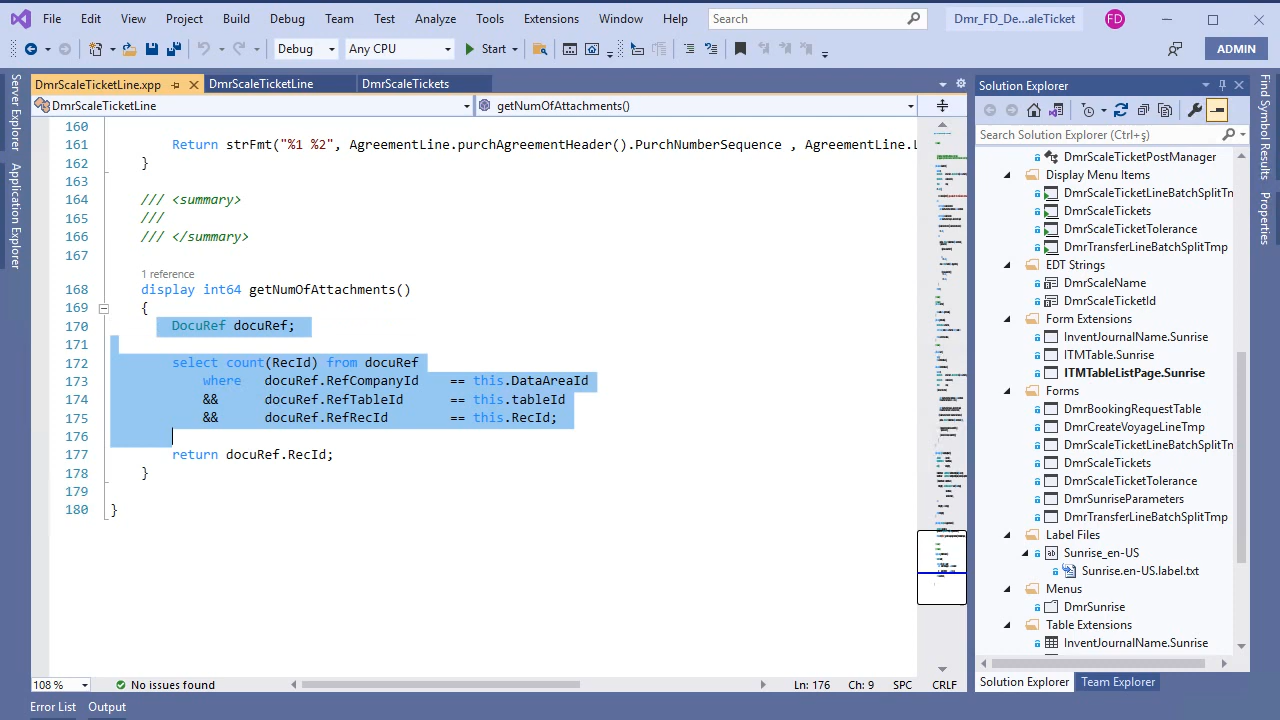 File Edit View Project Build Debug Team Test Analyze Tools Extensions Window Help Search Dmr_FD_De...aleTicket FD
Debug Any CPU Start ADMIN
DmrScaleTicketLine.xpp DmrScaleTicketLine DmrScaleTickets
DmrScaleTicketLine getNumOfAttachments()
160
161 Return strFmt("%1 %2", AgreementLine.purchAgreementHeader().PurchNumberSequence , AgreementLine.L
162 }
163
164 /// <summary>
165 ///
166 /// </summary>
167
1 reference
168 display int64 getNumOfAttachments()
169 {
170 DocuRef docuRef;
171
172 select count(RecId) from docuRef
173 where docuRef.RefCompanyId == this.DataAreaId
174 && docuRef.RefTableId == this.tableId
175 && docuRef.RefRecId == this.RecId;
176
177 return docuRef.RecId;
178 }
179
180 }
108 % No issues found Ln: 176 Ch: 9 SPC CRLF
Error List Output
Server Explorer
Application Explorer
Solution Explorer
Search Solution Explorer (Ctrl+ş)
DmrScaleTicketPostManager
Display Menu Items
DmrScaleTicketLineBatchSplitTm
DmrScaleTickets
DmrScaleTicketTolerance
DmrTransferLineBatchSplitTmp
EDT Strings
DmrScaleName
DmrScaleTicketId
Form Extensions
InventJournalName.Sunrise
ITMTable.Sunrise
ITMTableListPage.Sunrise
Forms
DmrBookingRequestTable
DmrCreateVoyageLineTmp
DmrScaleTicketLineBatchSplitTm
DmrScaleTickets
DmrScaleTicketTolerance
DmrSunriseParameters
DmrTransferLineBatchSplitTmp
Label Files
Sunrise_en-US
Sunrise.en-US.label.txt
Menus
DmrSunrise
Table Extensions
InventJournalName.Sunrise
Solution Explorer Team Explorer
Find Symbol Results
Properties